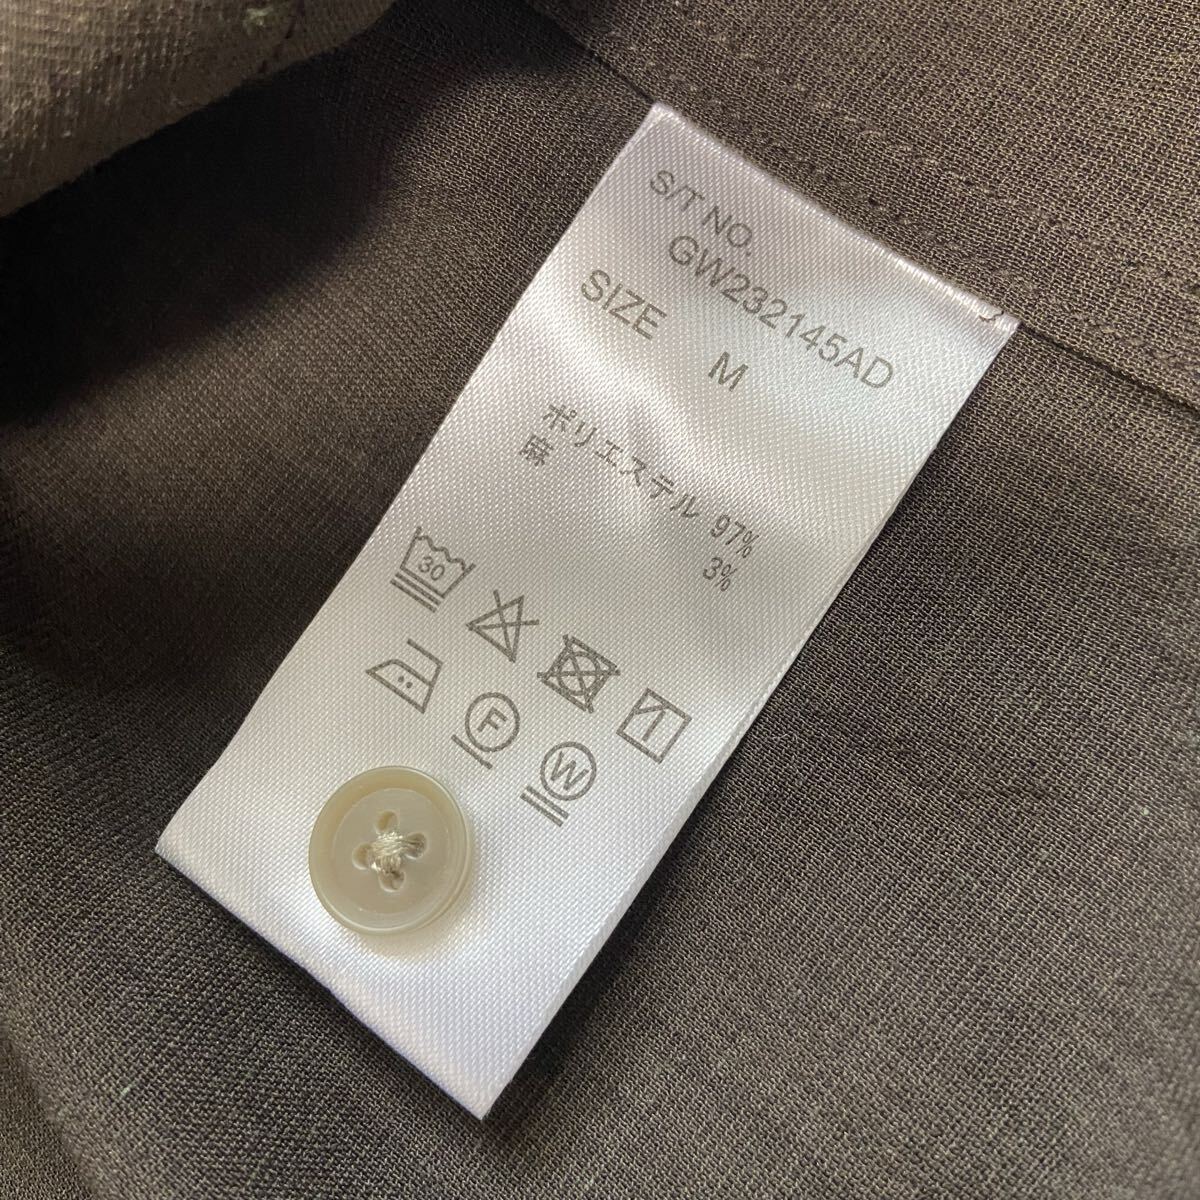 S/T NO.
GW232145AD
SIZE M
ポリエステル 97%
麻 3%
30
F
W